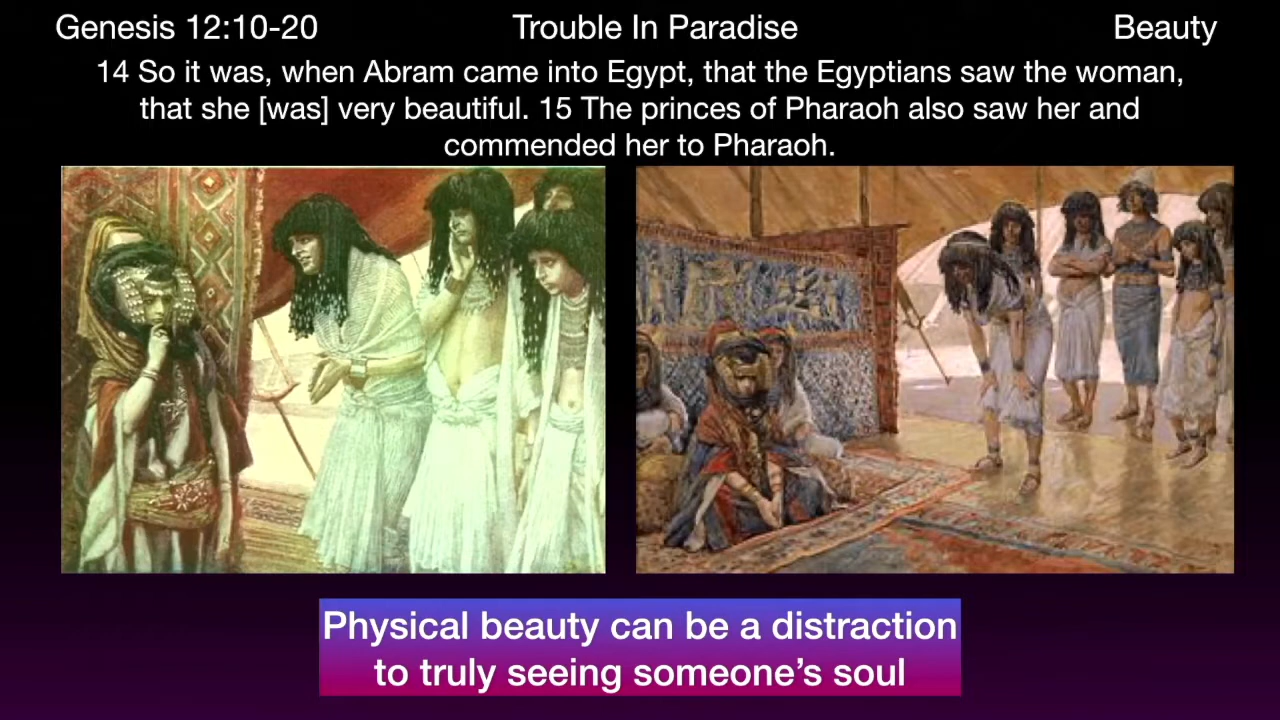 Genesis 12:10-20
Trouble In Paradise
Beauty
14 So it was, when Abram came into Egypt, that the Egyptians saw the woman,
that she [was] very beautiful. 15 The princes of Pharaoh also saw her and
commended her to Pharaoh.
Physical beauty can be a distraction
to truly seeing someone’s soul